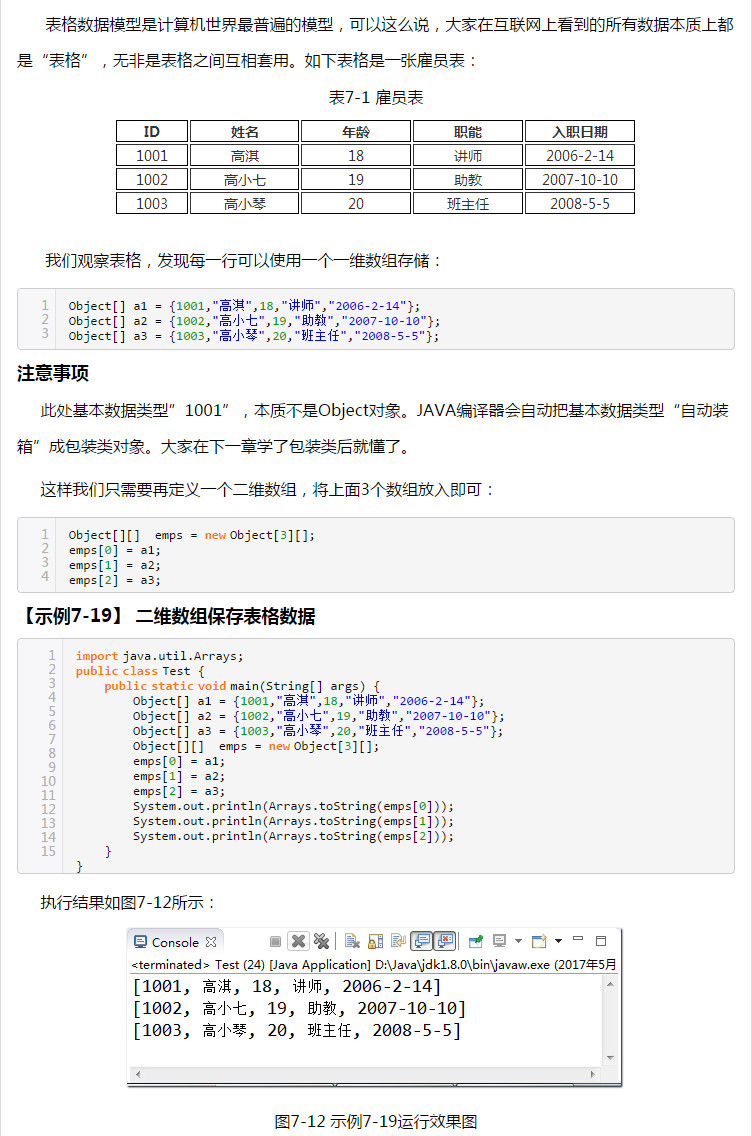 表格数据模型是计算机世界最普遍的模型，可以这么说，大家在互联网上看到的所有数据本质上都
是“表格”，无非是表格之间互相套用。如下表格是一张雇员表：
表7-1 雇员表
ID 姓名 年龄 职能 入职日期
1001 高淇 18 讲师 2006-2-14
1002 高小七 19 助教 2007-10-10
1003 高小琴 20 班主任 2008-5-5
我们观察表格，发现每一行可以使用一个一维数组存储：
1 Object[] a1 = {1001,"高淇",18,"讲师","2006-2-14"};
2 Object[] a2 = {1002,"高小七",19,"助教","2007-10-10"};
3 Object[] a3 = {1003,"高小琴",20,"班主任","2008-5-5"};
注意事项
此处基本数据类型”1001”，本质不是Object对象。JAVA编译器会自动把基本数据类型“自动装
箱”成包装类对象。大家在下一章学了包装类后就懂了。
这样我们只需要再定义一个二维数组，将上面3个数组放入即可：
1 Object[][]  emps = new Object[3][];
2 emps[0] = a1;
3 emps[1] = a2;
4 emps[2] = a3;
【示例7-19】 二维数组保存表格数据
1 import java.util.Arrays;
2 public class Test {
3     public static void main(String[] args) {
4         Object[] a1 = {1001,"高淇",18,"讲师","2006-2-14"};
5         Object[] a2 = {1002,"高小七",19,"助教","2007-10-10"};
6         Object[] a3 = {1003,"高小琴",20,"班主任","2008-5-5"};
7         Object[][]  emps = new Object[3][];
8         emps[0] = a1;
9         emps[1] = a2;
10         emps[2] = a3;
11         System.out.println(Arrays.toString(emps[0]));
12         System.out.println(Arrays.toString(emps[1]));
13         System.out.println(Arrays.toString(emps[2]));
14     }
15 }
执行结果如图7-12所示：
Console
<terminated> Test (24) [Java Application] D:\Java\jdk1.8.0\bin\javaw.exe (2017年5月
[1001, 高淇, 18, 讲师, 2006-2-14]
[1002, 高小七, 19, 助教, 2007-10-10]
[1003, 高小琴, 20, 班主任, 2008-5-5]
图7-12 示例7-19运行效果图